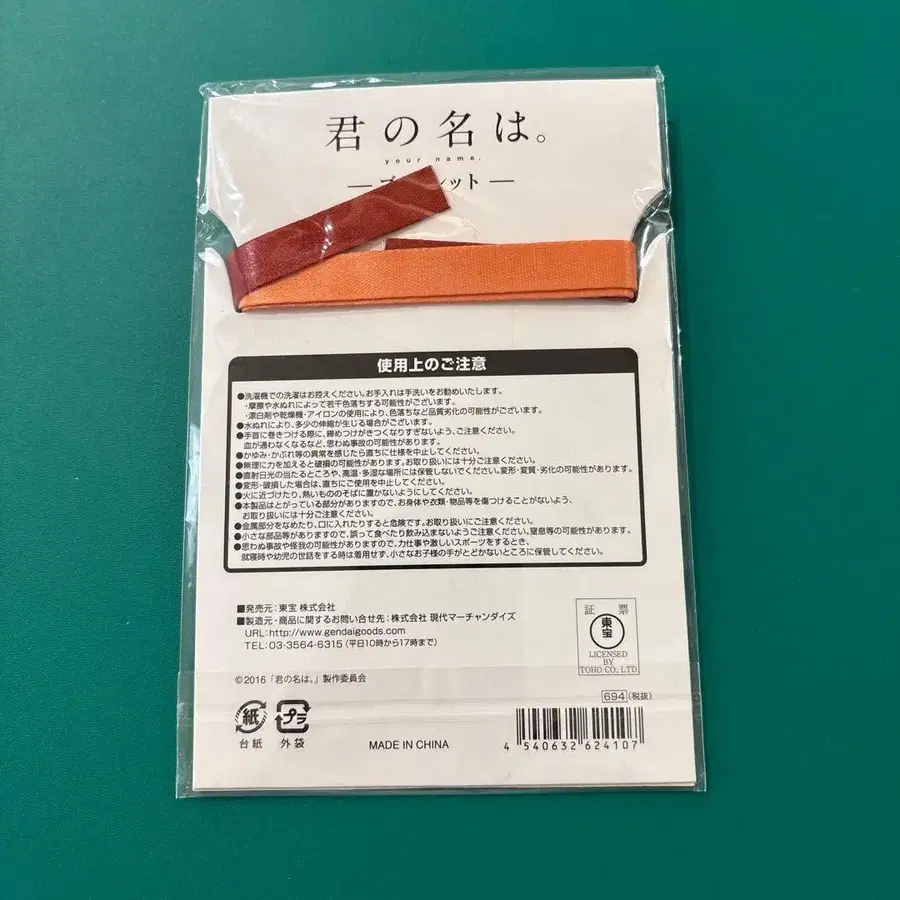 君の名は。
your name.
使用上のご注意
●洗濯機での洗濯はお控えください。お手入れは手洗いをお勧めいたします。
・摩擦や水ぬれによって若干色落ちする可能性がございます。
・漂白剤や乾燥機・アイロンの使用により、色落ちなど品質劣化の可能性がございます。
●水ぬれにより、多少の伸縮が生じる場合がございます。
●手首に巻きつける際に、締めつけがきつくなりすぎないよう、ご注意ください。
血が通わなくなるなど、思わぬ事故の可能性があります。
●かゆみ・かぶれ等の異常を感じたら直ちに仕様を中止してください。
●無理に力を加えると破損の可能性があります。お取り扱いには十分ご注意ください。
●直射日光の当たるところや、高温・多湿な場所には保管しないでください。変形・変質・劣化の可能性があります。
●変形・破損した場合は、直ちにご使用を中止してください。
●火に近づけたり、熱いもののそばに置かないようにしてください。
●本製品はとがっている部分がありますので、お身体や衣類・物品等を傷つけることがないよう、
お取り扱いには十分ご注意ください。
●金属部分をなめたり、口に入れたりすると危険です。お取り扱いにご注意ください。
●小さな部品等がありますので、誤って食べたり飲み込まないようご注意ください。窒息等の可能性があります。
●思わぬ事故や怪我の可能性がありますので、力仕事や激しいスポーツをするとき、
就寝時や幼児の世話をする時は着用せず、小さなお子様の手がとどかないところに保管してください。
■発売元：東宝 株式会社
■製造元・商品に関するお問い合せ先：株式会社 現代マーチャンダイズ
URL：http://www.gendaigoods.com
TEL：03-3564-6315（平日10時から17時まで）
証 票
東宝
LICENSED
BY
TOHO CO., LTD
©2016「君の名は。」製作委員会
694（税抜）
紙
プラ
台紙 外袋
MADE IN CHINA
4 540632 624107